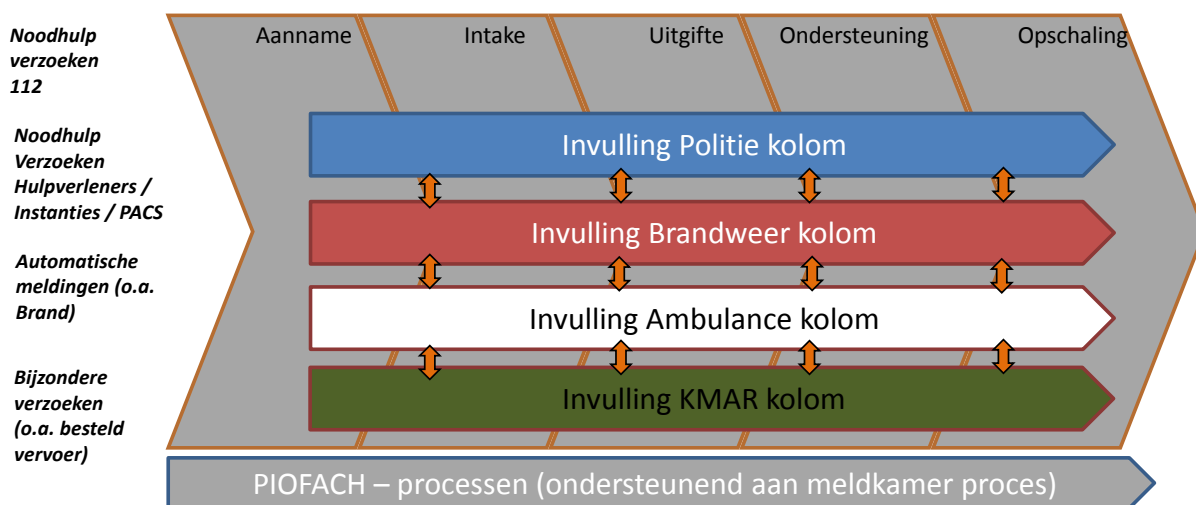 Noodhulp
verzoeken
112
Aanname
Intake
Uitgifte
Ondersteuning
Opschaling
Noodhulp
Verzoeken
Hulpverleners /
Instanties / PACS
Automatische
meldingen (o.a.
Brand)
Bijzondere
verzoeken
(o.a. besteld
vervoer)
Invulling Politie kolom
Invulling Brandweer kolom
Invulling Ambulance kolom
Invulling KMAR kolom
PIOFACH – processen (ondersteunend aan meldkamer proces)